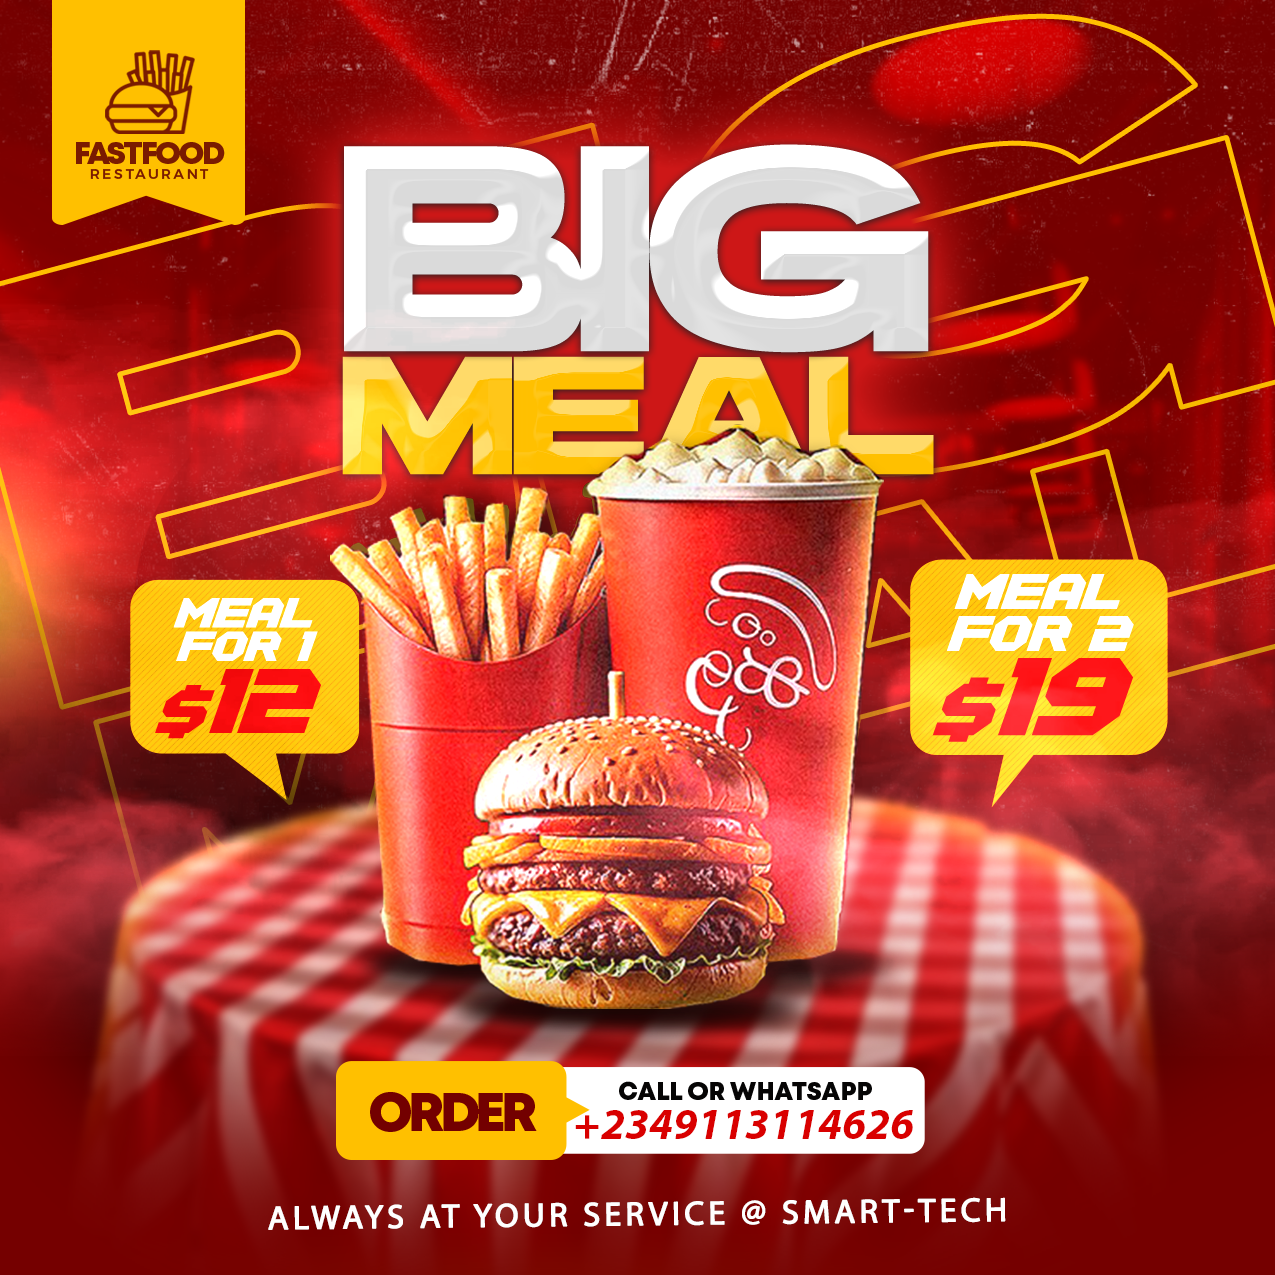 FASTFOOD
RESTAURANT
BIG
MEAL
MEAL
FOR 1
$12
MEAL
FOR 2
$19
ORDER
CALL OR WHATSAPP
+2349113114626
ALWAYS AT YOUR SERVICE @ SMART-TECH